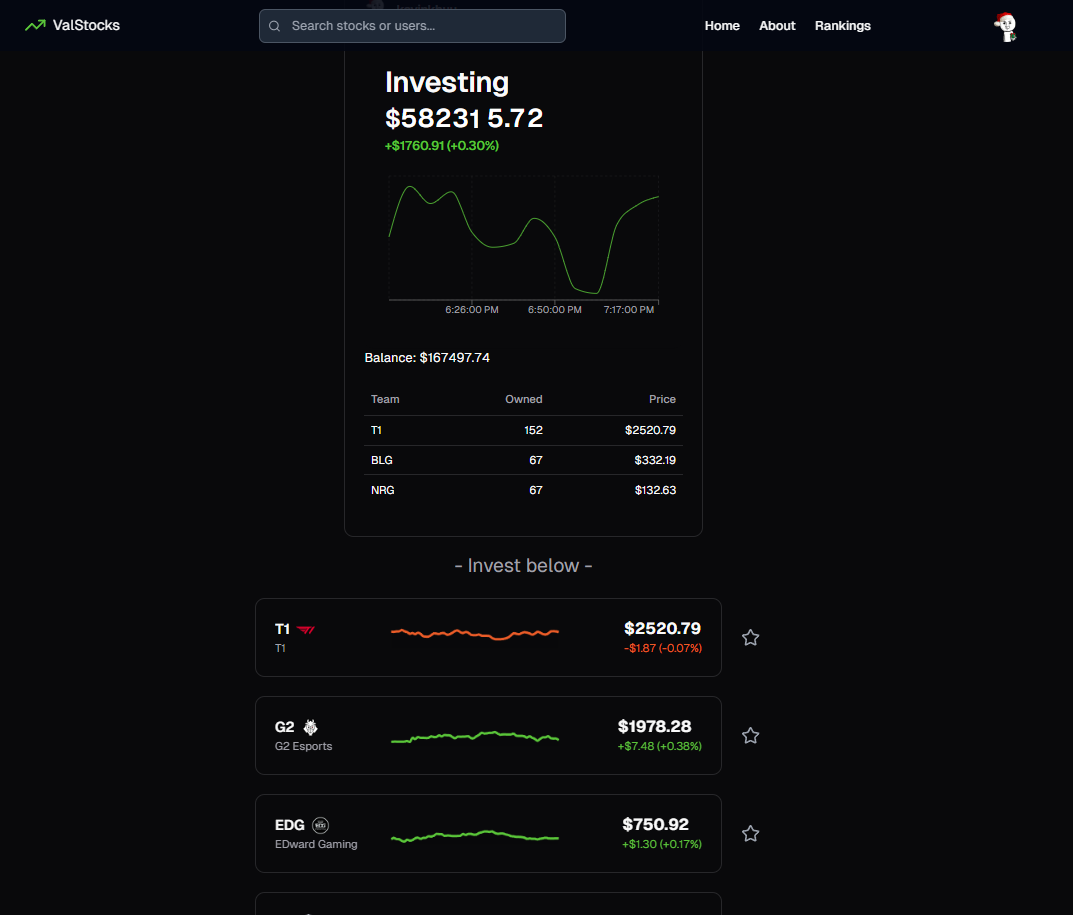 ValStocks
Search stocks or users...
Home About Rankings
Investing
$58231 5.72
+$1760.91 (+0.30%)
6:26:00 PM 6:50:00 PM 7:17:00 PM
Balance: $167497.74
Team Owned Price
T1 152 $2520.79
BLG 67 $332.19
NRG 67 $132.63
- Invest below -
T1 $2520.79
T1 -$1.87 (-0.07%)
G2 $1978.28
G2 Esports +$7.48 (+0.38%)
EDG $750.92
EDward Gaming +$1.30 (+0.17%)